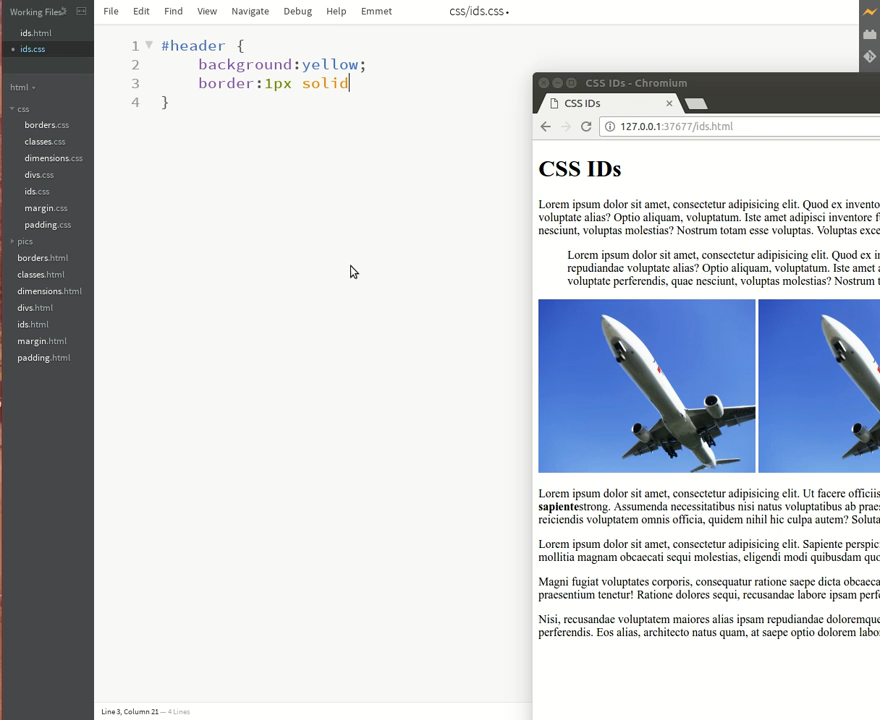 File Edit Find View Navigate Debug Help Emmet
css/ids.css •
Working Files
ids.html
• ids.css
html
css
borders.css
classes.css
dimensions.css
divs.css
ids.css
margin.css
padding.css
pics
borders.html
classes.html
dimensions.html
divs.html
ids.html
margin.html
padding.html
1 #header {
2 background:yellow;
3 border:1px solid
4 }
Line 3, Column 21 — 4 Lines
CSS IDs - Chromium
CSS IDs
127.0.0.1:37677/ids.html
CSS IDs
Lorem ipsum dolor sit amet, consectetur adipisicing elit. Quod ex invento
voluptate alias? Optio aliquam, voluptatum. Iste amet adipisci inventore f
nesciunt, voluptas molestias? Nostrum totam esse voluptas. Voluptas exce
Lorem ipsum dolor sit amet, consectetur adipisicing elit. Quod ex in
repudiandae voluptate alias? Optio aliquam, voluptatum. Iste amet a
voluptate perferendis, quae nesciunt, voluptas molestias? Nostrum t
Lorem ipsum dolor sit amet, consectetur adipisicing elit. Ut facere officiis
sapientestrong. Assumenda necessitatibus nisi natus voluptatibus ab prae
reiciendis voluptatem omnis officia, quidem nihil hic culpa autem? Soluta
Lorem ipsum dolor sit amet, consectetur adipisicing elit. Sapiente perspic
mollitia magnam obcaecati sequi molestias, eligendi modi quibusdam quo
Magni fugiat voluptates corporis, consequatur ratione saepe dicta obcaeca
praesentium tenetur! Ratione dolores sequi, recusandae labore ipsam perf
Nisi, recusandae voluptatem maiores alias ipsam repudiandae doloremque
perferendis. Eos alias, architecto natus quam, at saepe optio dolorem labo